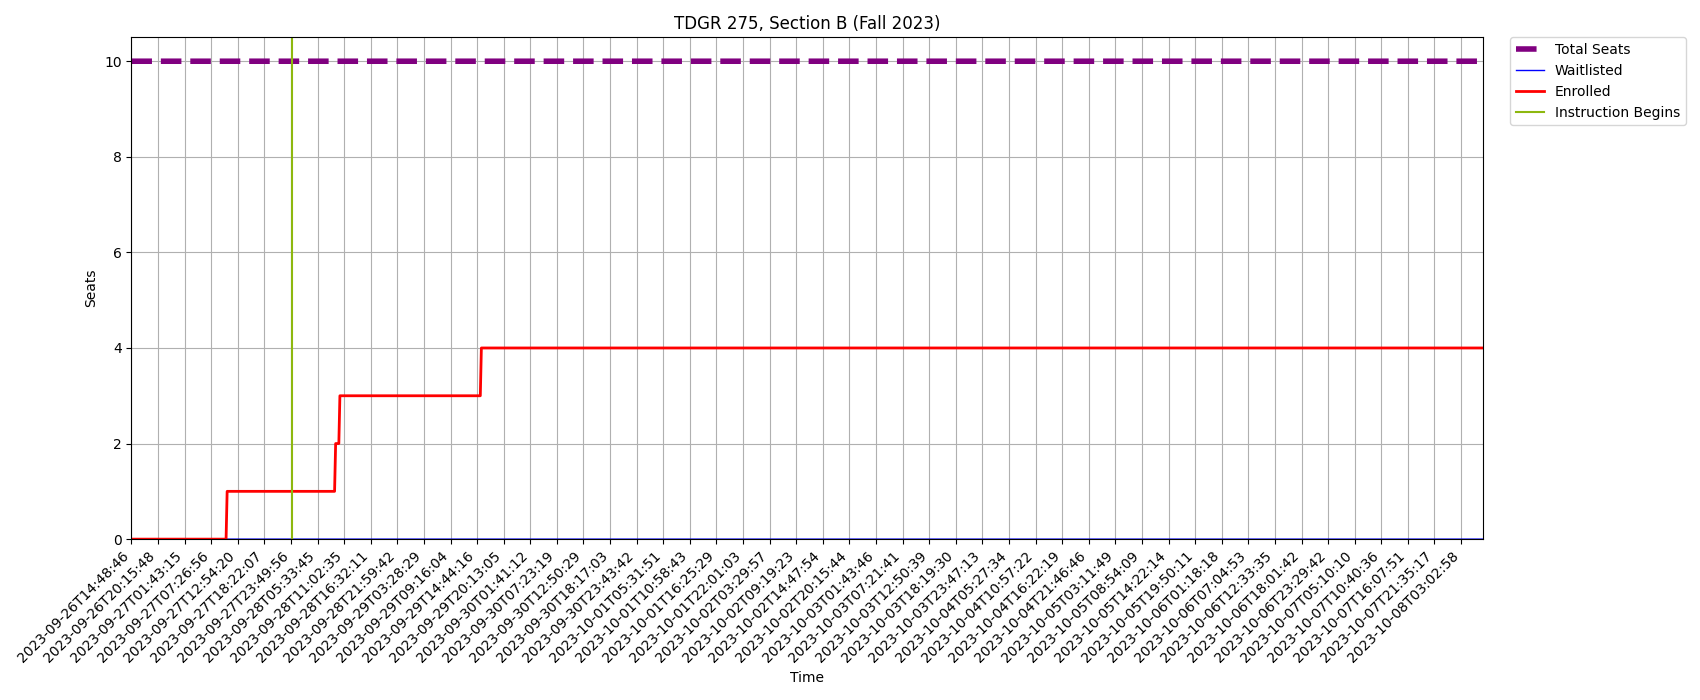 TDGR 275, Section B (Fall 2023)
Total Seats
Waitlisted
Enrolled
Instruction Begins
10
8
6
4
2
0
Seats
2023-09-26T14:48:46
2023-09-26T20:15:48
2023-09-27T01:43:15
2023-09-27T07:26:56
2023-09-27T12:54:20
2023-09-27T18:22:07
2023-09-27T23:49:56
2023-09-28T05:33:45
2023-09-28T11:02:35
2023-09-28T16:32:11
2023-09-28T21:59:42
2023-09-29T03:28:29
2023-09-29T09:16:04
2023-09-29T14:44:16
2023-09-29T20:13:05
2023-09-30T01:41:12
2023-09-30T07:23:19
2023-09-30T12:50:29
2023-09-30T18:17:03
2023-09-30T23:43:42
2023-10-01T05:31:51
2023-10-01T10:58:43
2023-10-01T16:25:29
2023-10-01T22:01:03
2023-10-02T03:29:57
2023-10-02T09:19:23
2023-10-02T14:47:54
2023-10-02T20:15:44
2023-10-03T01:43:46
2023-10-03T07:21:41
2023-10-03T12:50:39
2023-10-03T18:19:30
2023-10-03T23:47:13
2023-10-04T05:27:34
2023-10-04T10:57:22
2023-10-04T16:22:19
2023-10-04T21:46:46
2023-10-05T03:11:49
2023-10-05T08:54:09
2023-10-05T14:22:14
2023-10-05T19:50:11
2023-10-06T01:18:18
2023-10-06T07:04:53
2023-10-06T12:33:35
2023-10-06T18:01:42
2023-10-06T23:29:42
2023-10-07T05:10:10
2023-10-07T10:40:36
2023-10-07T16:07:51
2023-10-07T21:35:17
2023-10-08T03:02:58
Time